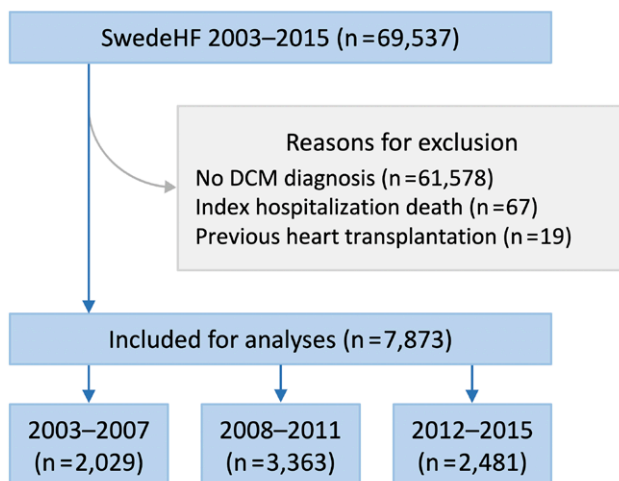 SwedeHF 2003–2015 (n=69,537)
Reasons for exclusion
No DCM diagnosis (n=61,578)
Index hospitalization death (n=67)
Previous heart transplantation (n=19)
Included for analyses (n=7,873)
2003–2007
(n=2,029)
2008–2011
(n=3,363)
2012–2015
(n=2,481)